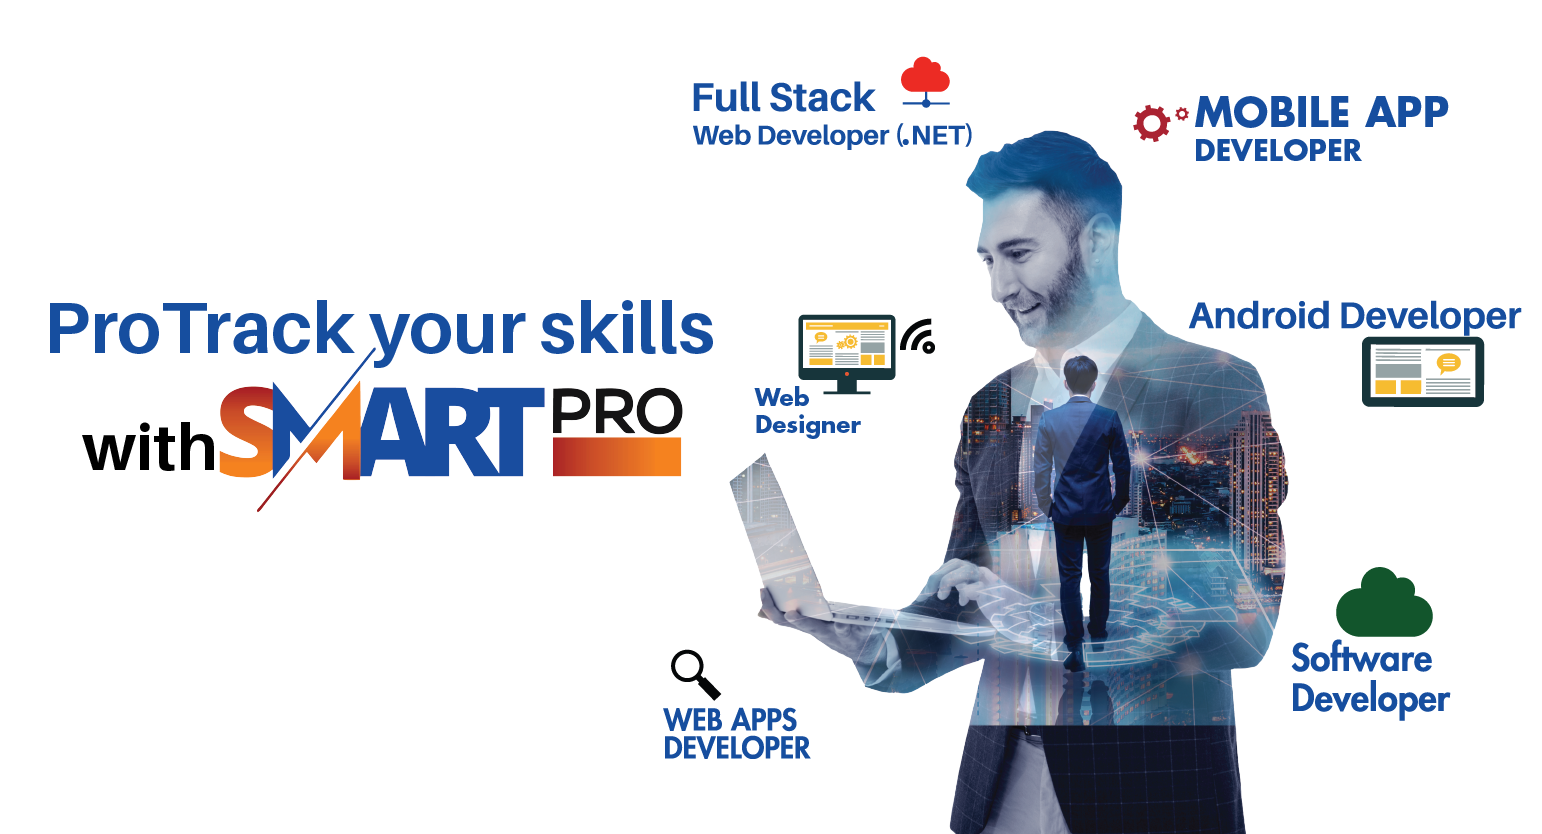 ProTrack your skills
with SMART PRO
Full Stack
Web Developer (.NET)
MOBILE APP
DEVELOPER
Web
Designer
Android Developer
WEB APPS
DEVELOPER
Software
Developer